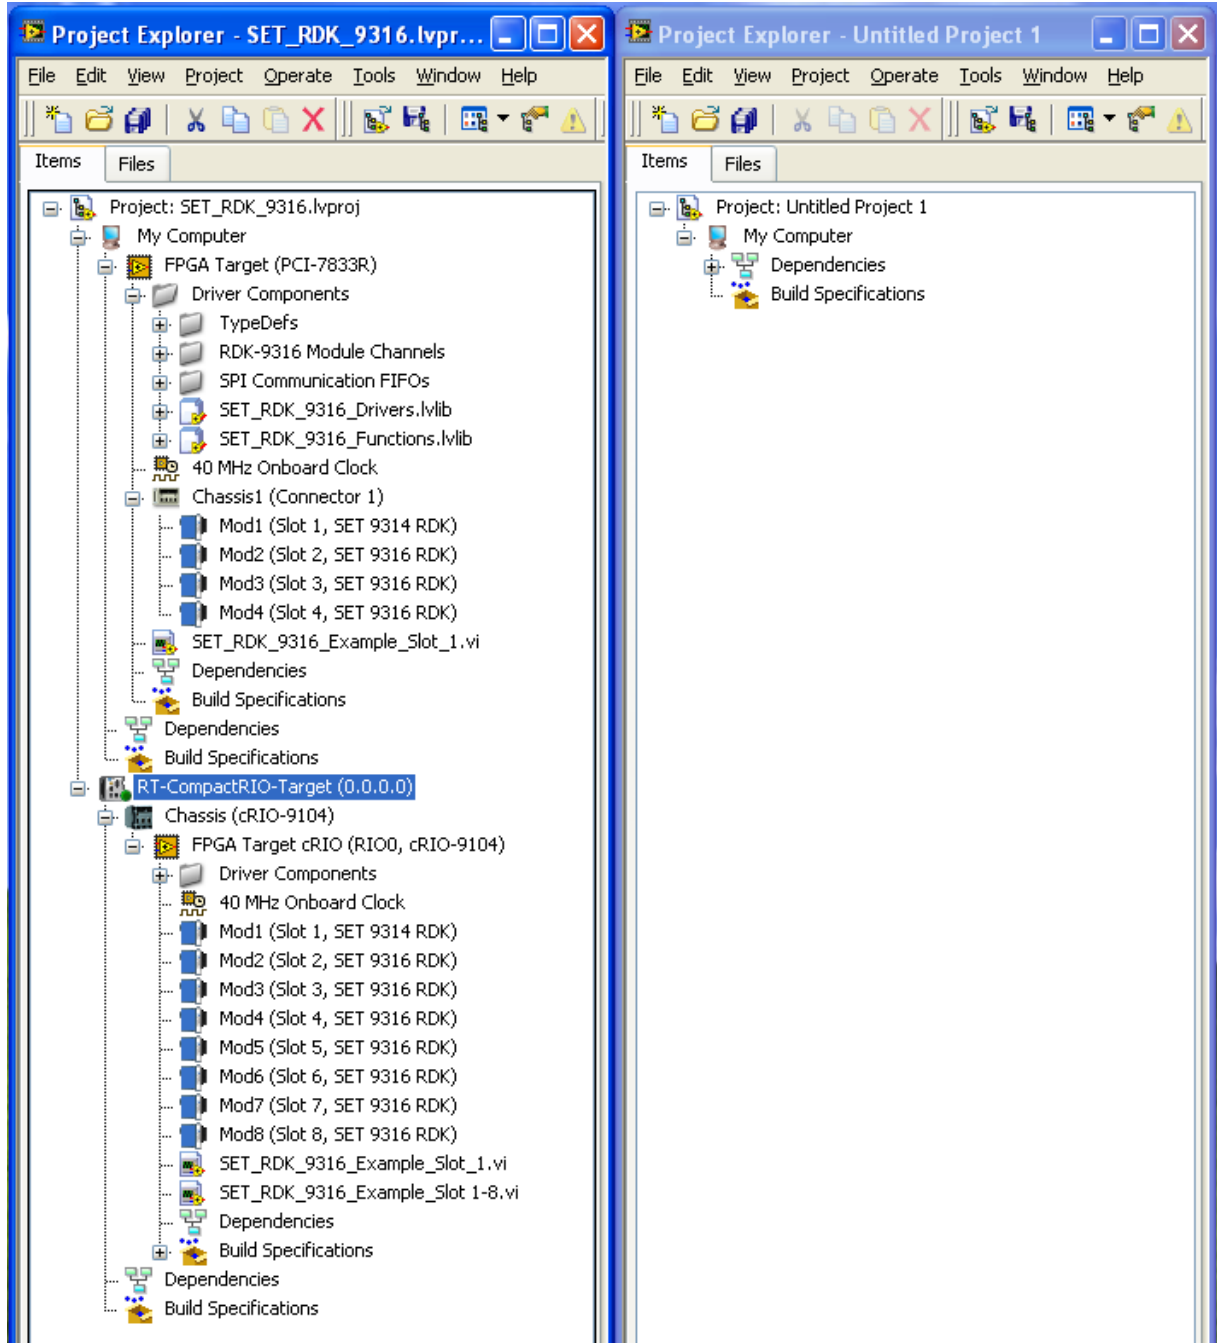 Project Explorer - SET_RDK_9316.lvpr...
File Edit View Project Operate Tools Window Help
Items Files
Project: SET_RDK_9316.lvproj
My Computer
FPGA Target (PCI-7833R)
Driver Components
TypeDefs
RDK-9316 Module Channels
SPI Communication FIFOs
SET_RDK_9316_Drivers.lvlib
SET_RDK_9316_Functions.lvlib
40 MHz Onboard Clock
Chassis1 (Connector 1)
Mod1 (Slot 1, SET 9314 RDK)
Mod2 (Slot 2, SET 9316 RDK)
Mod3 (Slot 3, SET 9316 RDK)
Mod4 (Slot 4, SET 9316 RDK)
SET_RDK_9316_Example_Slot_1.vi
Dependencies
Build Specifications
Dependencies
Build Specifications
RT-CompactRIO-Target (0.0.0.0)
Chassis (cRIO-9104)
FPGA Target cRIO (RIO0, cRIO-9104)
Driver Components
40 MHz Onboard Clock
Mod1 (Slot 1, SET 9314 RDK)
Mod2 (Slot 2, SET 9316 RDK)
Mod3 (Slot 3, SET 9316 RDK)
Mod4 (Slot 4, SET 9316 RDK)
Mod5 (Slot 5, SET 9316 RDK)
Mod6 (Slot 6, SET 9316 RDK)
Mod7 (Slot 7, SET 9316 RDK)
Mod8 (Slot 8, SET 9316 RDK)
SET_RDK_9316_Example_Slot_1.vi
SET_RDK_9316_Example_Slot 1-8.vi
Dependencies
Build Specifications
Dependencies
Build Specifications
Project Explorer - Untitled Project 1
File Edit View Project Operate Tools Window Help
Items Files
Project: Untitled Project 1
My Computer
Dependencies
Build Specifications